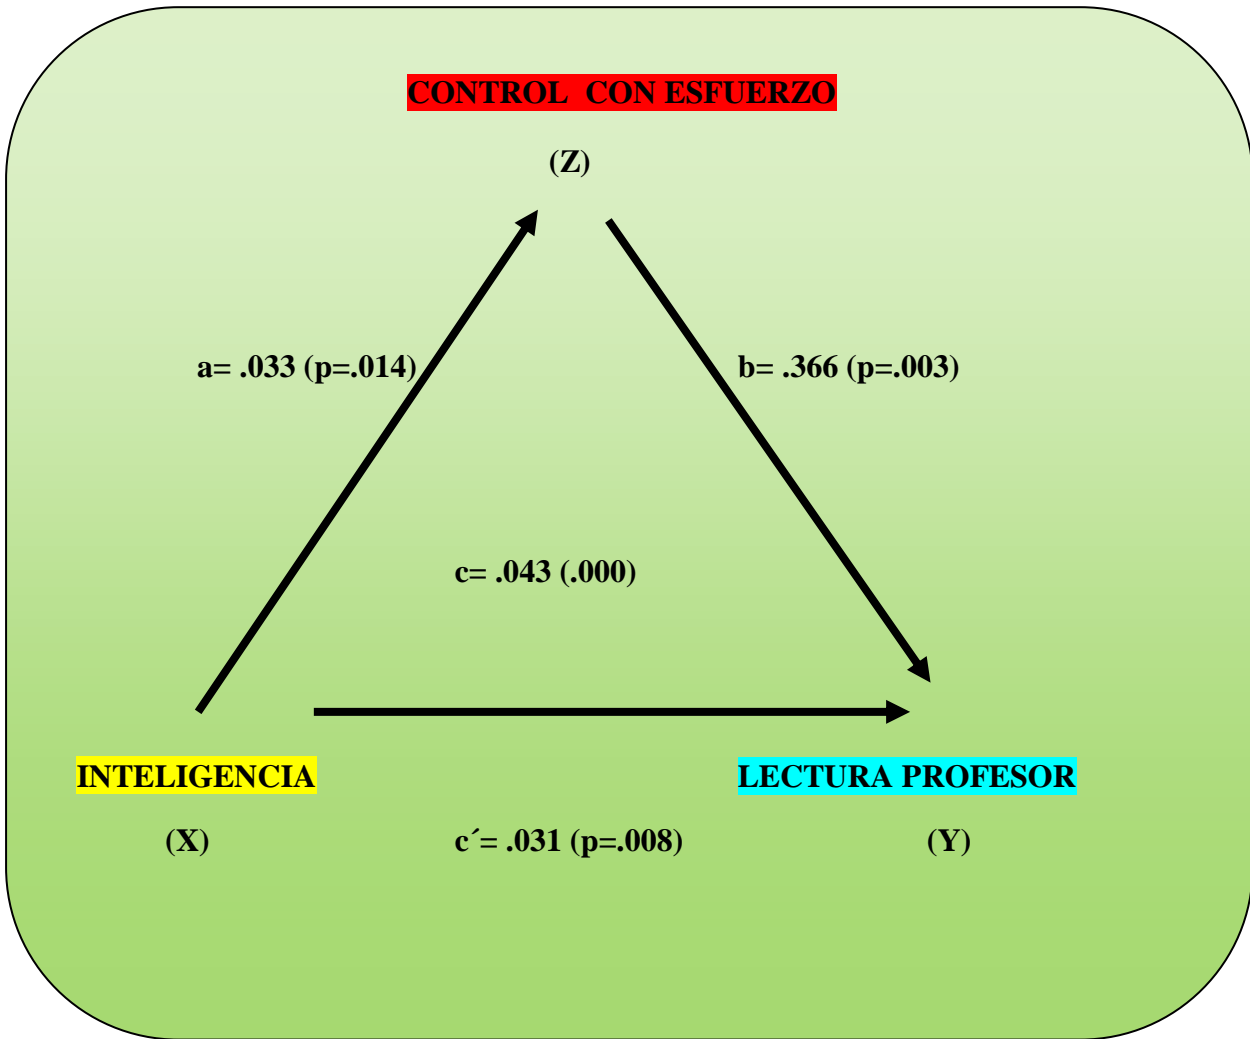 CONTROL  CON ESFUERZO
(Z)
a= .033 (p=.014)
b= .366 (p=.003)
c= .043 (.000)
INTELIGENCIA
LECTURA PROFESOR
(X)
c´= .031 (p=.008)
(Y)